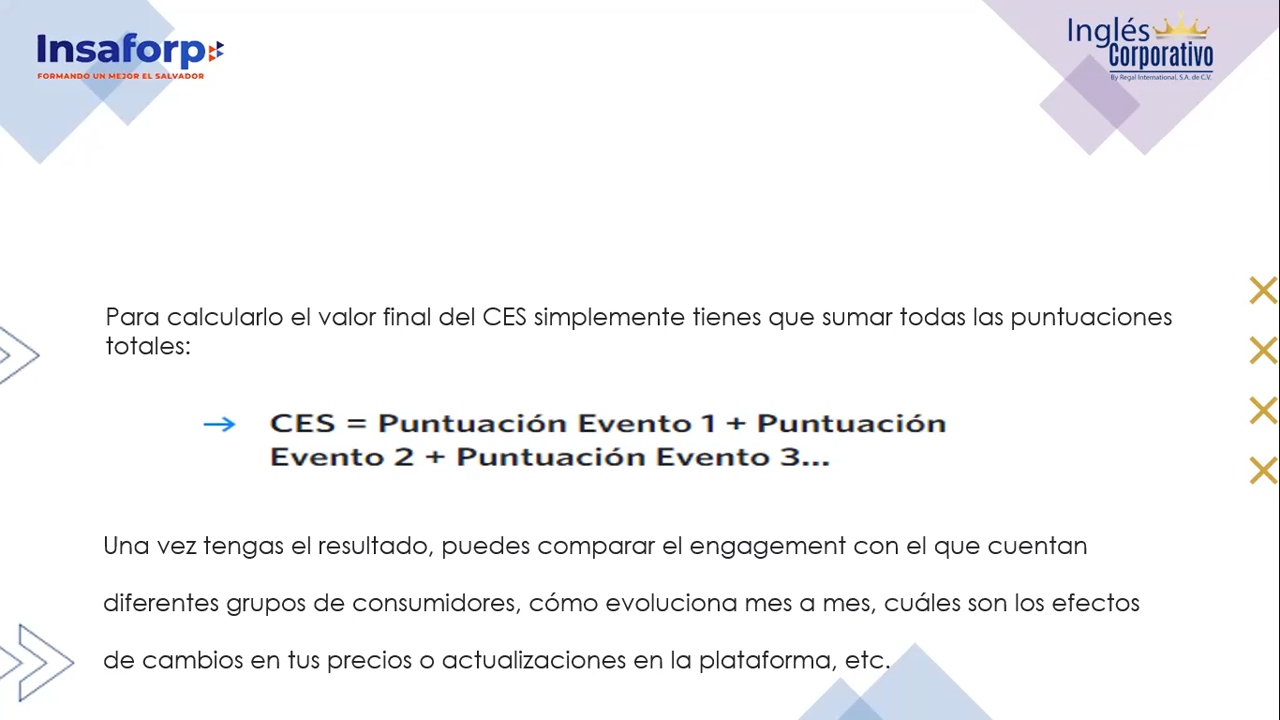 Insaforp
FORMANDO UN MEJOR EL SALVADOR
Inglés
Corporativo
By Regal International, S.A. de C.V.
Para calcularlo el valor final del CES simplemente tienes que sumar todas las puntuaciones
totales:
→ CES = Puntuación Evento 1 + Puntuación
Evento 2 + Puntuación Evento 3...
Una vez tengas el resultado, puedes comparar el engagement con el que cuentan
diferentes grupos de consumidores, cómo evoluciona mes a mes, cuáles son los efectos
de cambios en tus precios o actualizaciones en la plataforma, etc.